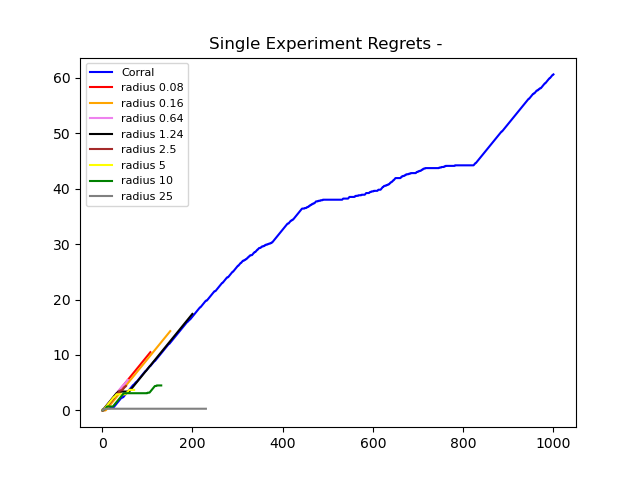 Single Experiment Regrets -
60
50
40
30
20
10
0
Corral
radius 0.08
radius 0.16
radius 0.64
radius 1.24
radius 2.5
radius 5
radius 10
radius 25
0 200 400 600 800 1000